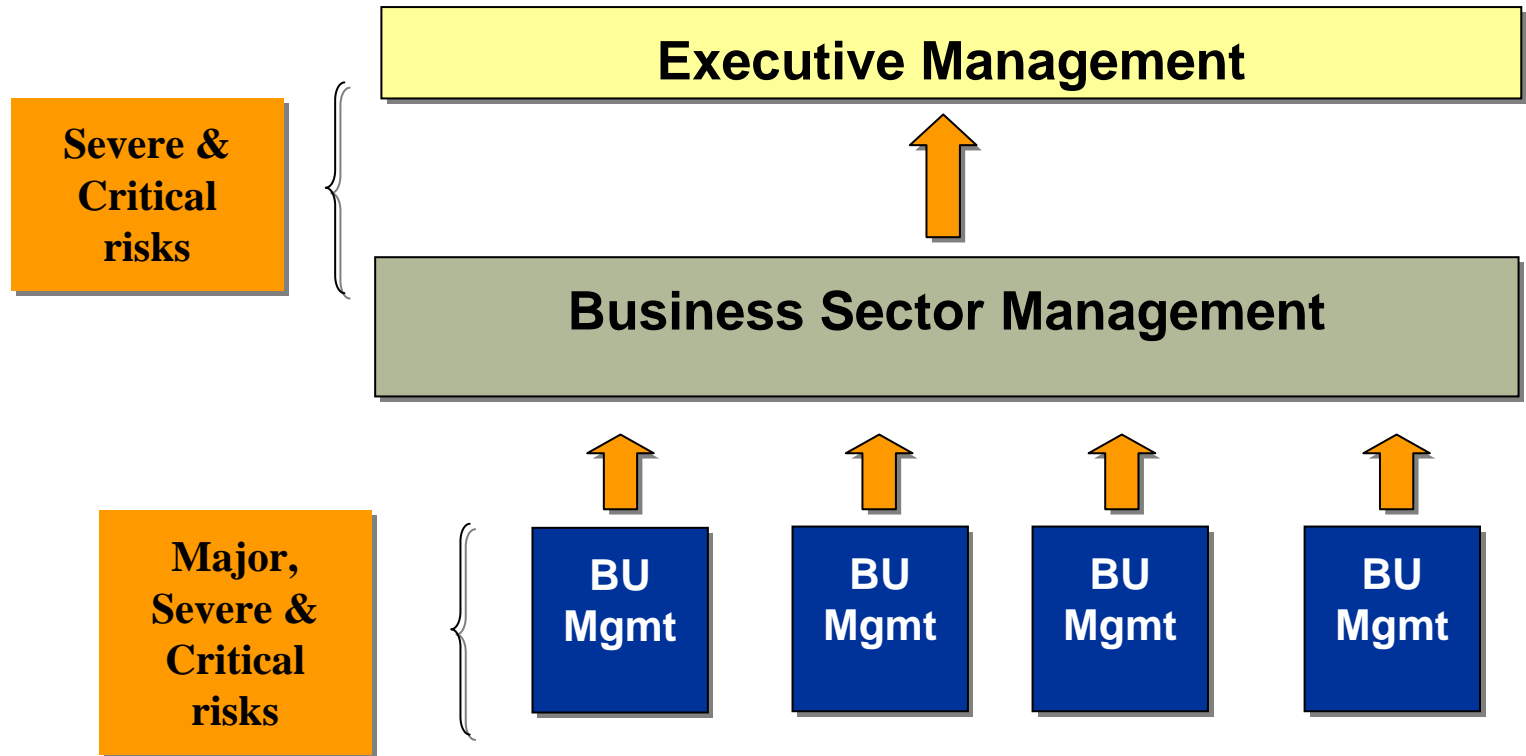 Executive Management
Severe &
Critical
risks
Business Sector Management
Major,
Severe &
Critical
risks
BU
Mgmt
BU
Mgmt
BU
Mgmt
BU
Mgmt